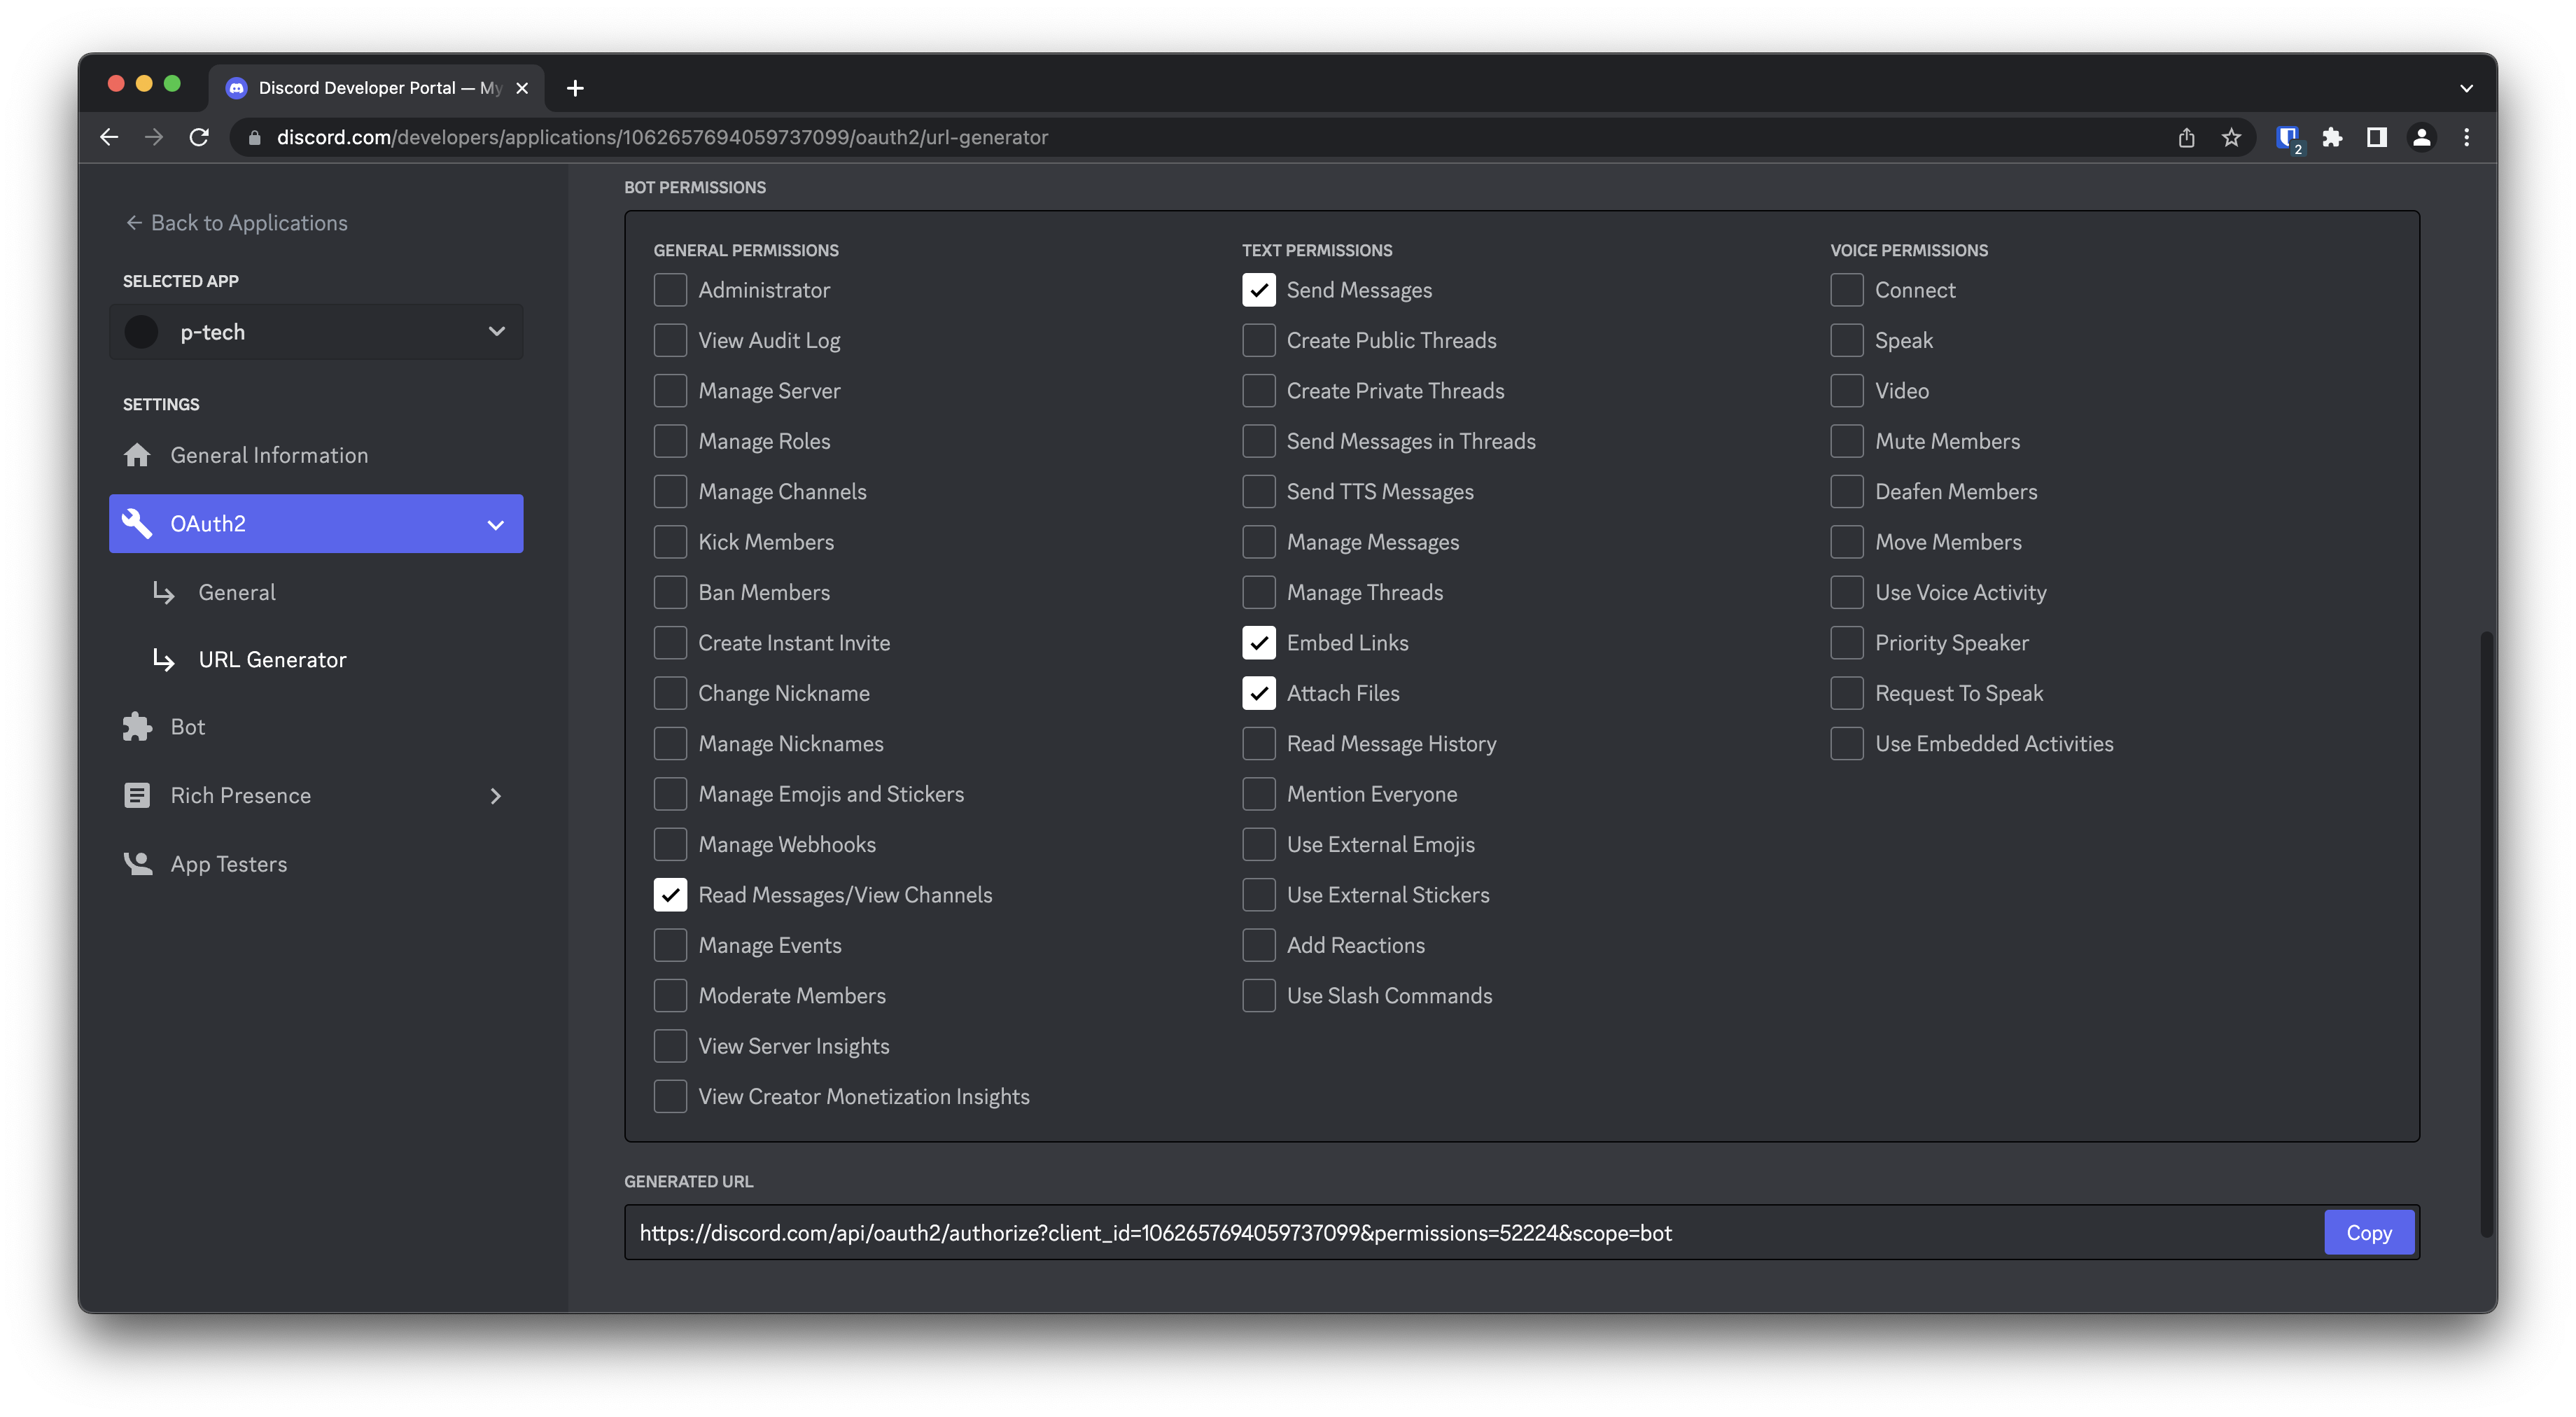 Discord Developer Portal — My
discord.com/developers/applications/1062657694059737099/oauth2/url-generator
2
← Back to Applications
SELECTED APP
p-tech
SETTINGS
General Information
OAuth2
General
URL Generator
Bot
Rich Presence
App Testers
BOT PERMISSIONS
GENERAL PERMISSIONS
Administrator
View Audit Log
Manage Server
Manage Roles
Manage Channels
Kick Members
Ban Members
Create Instant Invite
Change Nickname
Manage Nicknames
Manage Emojis and Stickers
Manage Webhooks
Read Messages/View Channels
Manage Events
Moderate Members
View Server Insights
View Creator Monetization Insights
TEXT PERMISSIONS
Send Messages
Create Public Threads
Create Private Threads
Send Messages in Threads
Send TTS Messages
Manage Messages
Manage Threads
Embed Links
Attach Files
Read Message History
Mention Everyone
Use External Emojis
Use External Stickers
Add Reactions
Use Slash Commands
VOICE PERMISSIONS
Connect
Speak
Video
Mute Members
Deafen Members
Move Members
Use Voice Activity
Priority Speaker
Request To Speak
Use Embedded Activities
GENERATED URL
https://discord.com/api/oauth2/authorize?client_id=1062657694059737099&permissions=52224&scope=bot
Copy